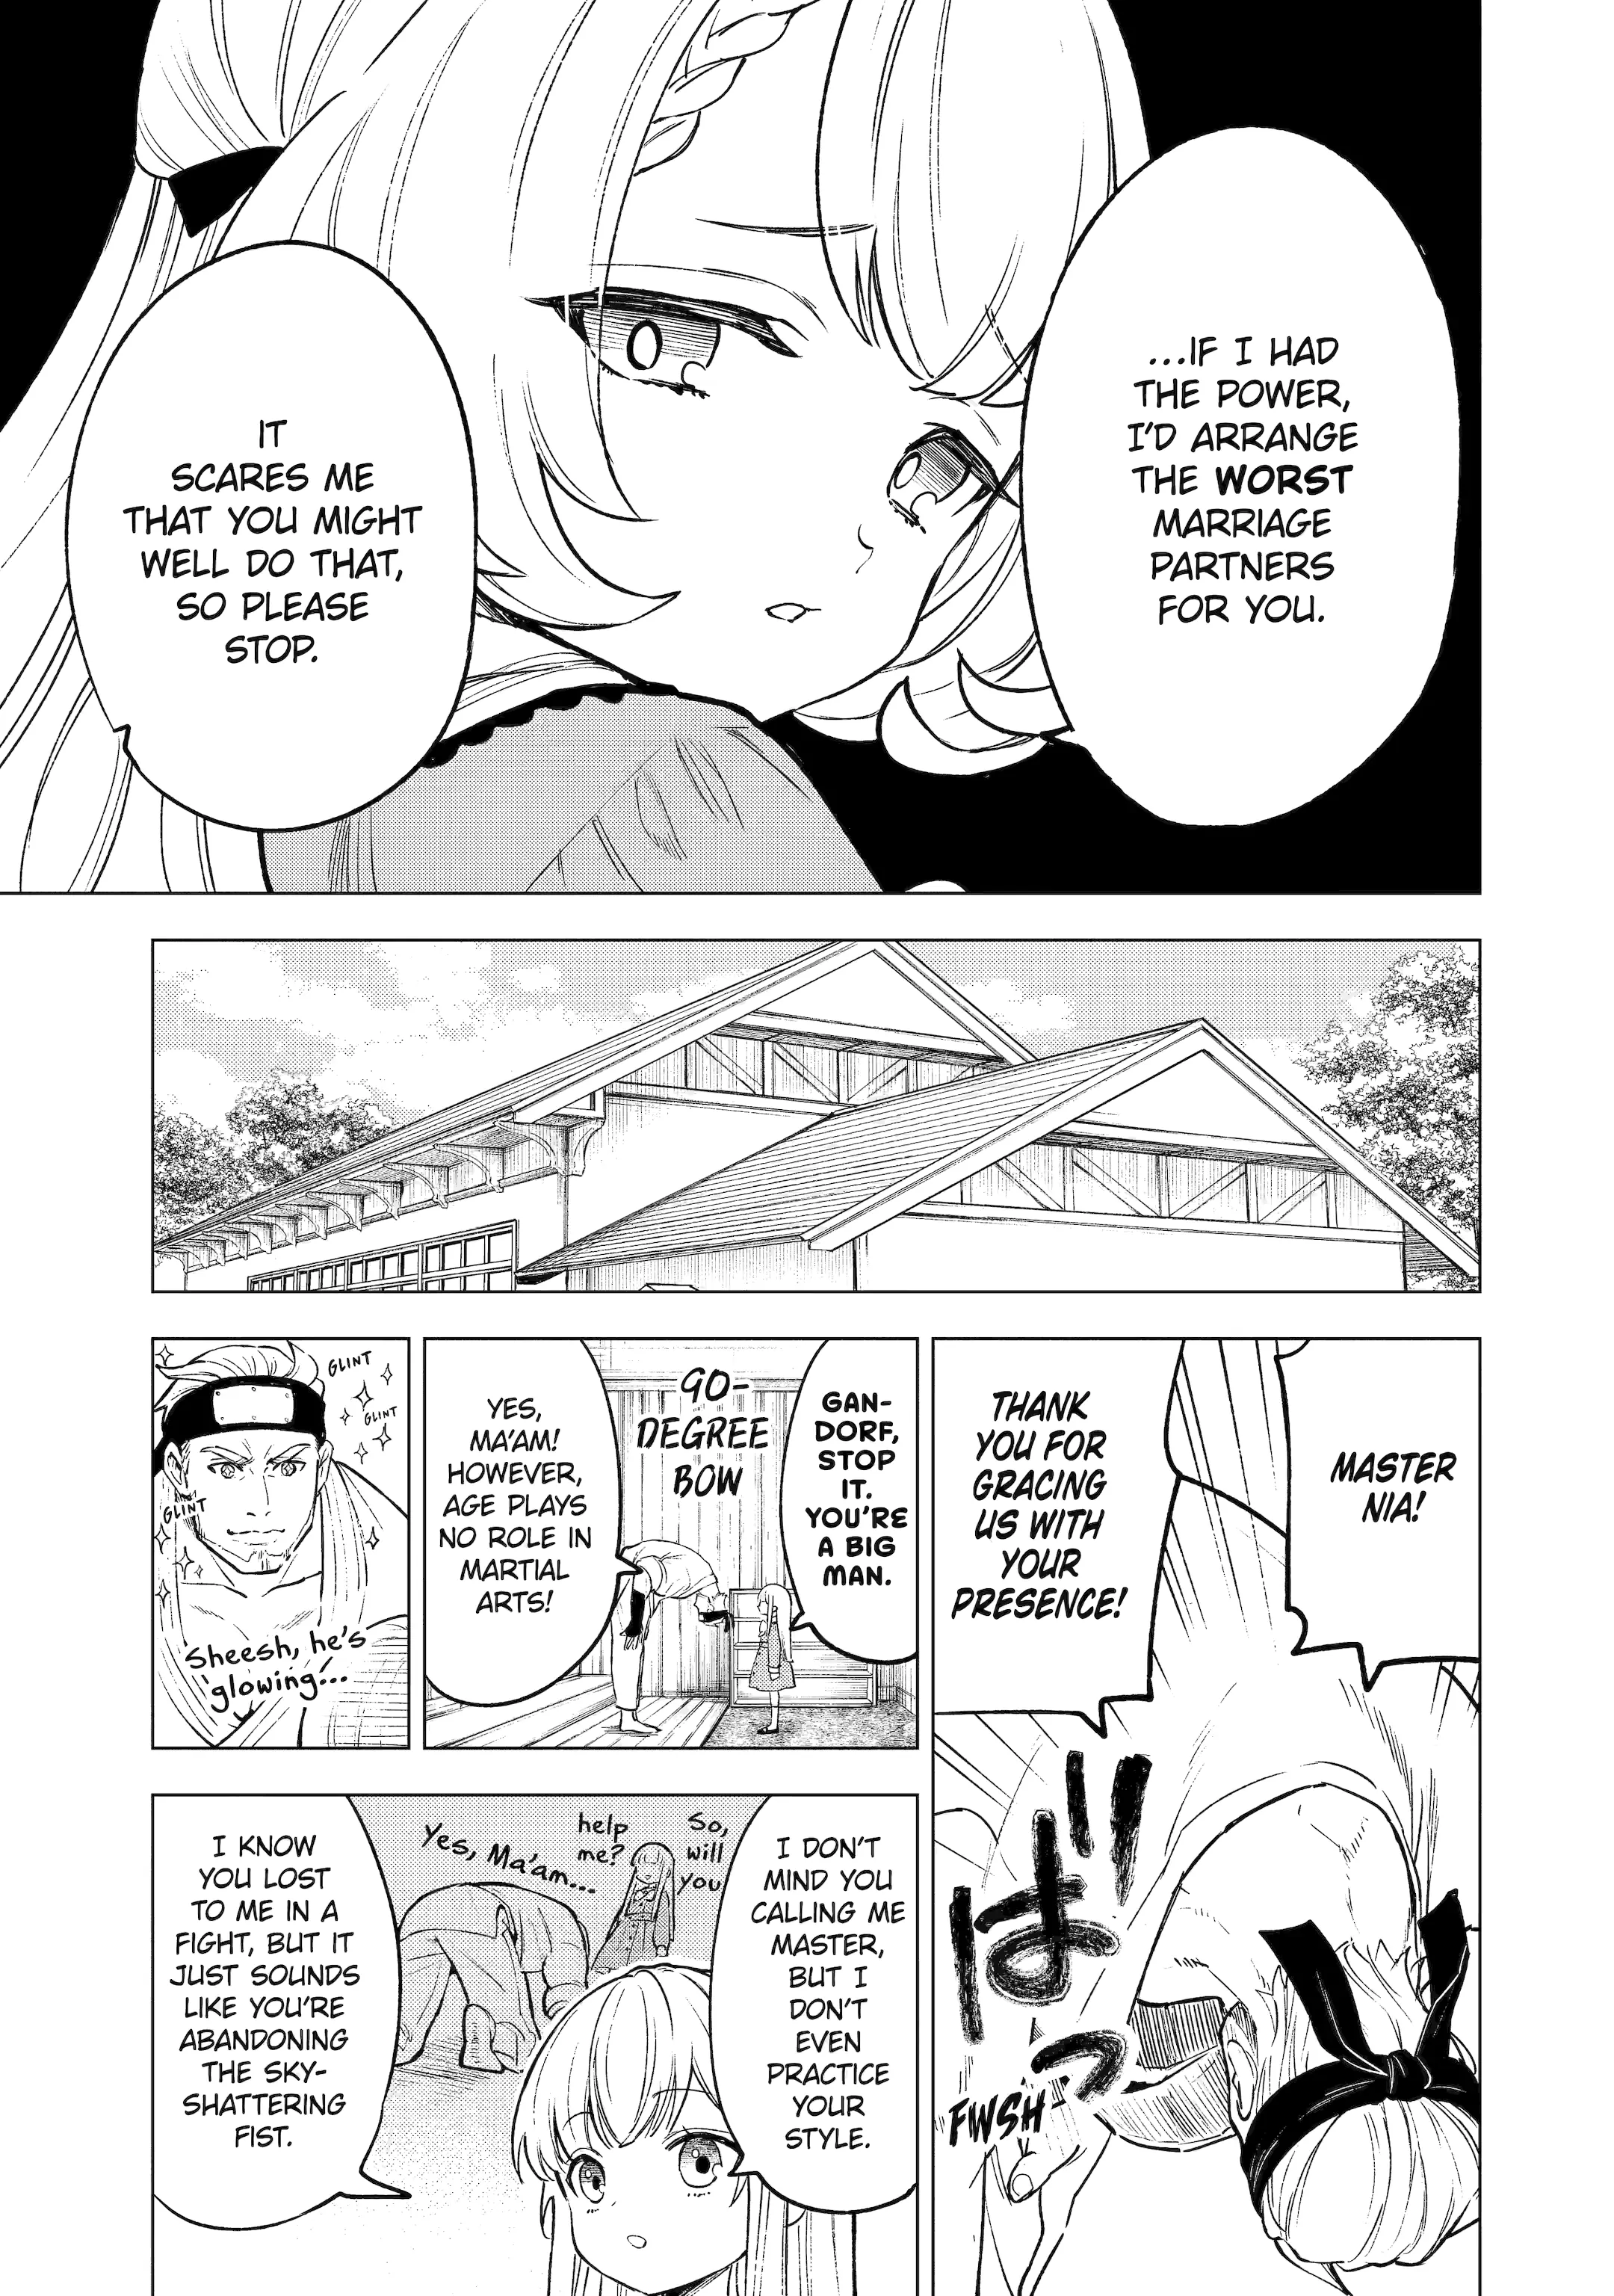 ...IF I HAD
THE POWER,
I'D ARRANGE
THE WORST
MARRIAGE
PARTNERS
FOR YOU.
IT
SCARES ME
THAT YOU MIGHT
WELL DO THAT,
SO PLEASE
STOP.
MASTER
NIA!
THANK
YOU FOR
GRACING
US WITH
YOUR
PRESENCE!
ばっ
FWSH
GAN-
DORF,
STOP
IT.
YOU'RE
A BIG
MAN.
90-
DEGREE
BOW
YES,
MA'AM!
HOWEVER,
AGE PLAYS
NO ROLE IN
MARTIAL
ARTS!
GLINT
GLINT
GLINT
Sheesh, he's
'glowing'...
I DON'T
MIND YOU
CALLING ME
MASTER,
BUT I
DON'T
EVEN
PRACTICE
YOUR
STYLE.
So,
will
you
help
me?
Yes, Ma'am...
I KNOW
YOU LOST
TO ME IN A
FIGHT, BUT IT
JUST SOUNDS
LIKE YOU'RE
ABANDONING
THE SKY-
SHATTERING
FIST.